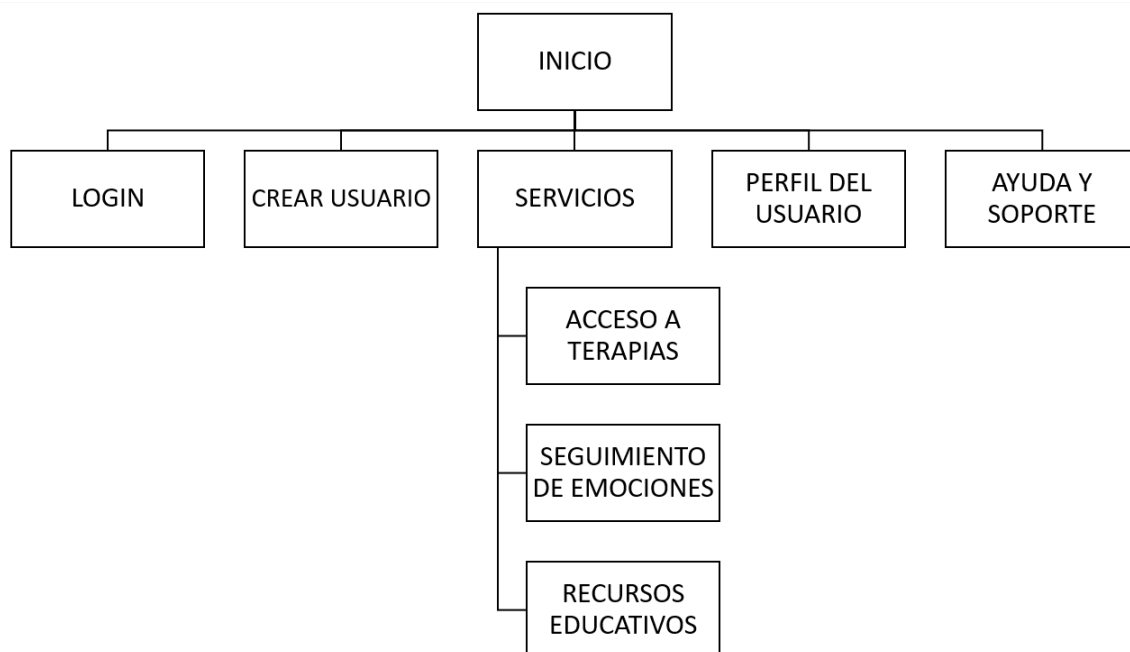 INICIO
LOGIN
CREAR USUARIO
SERVICIOS
PERFIL DEL
USUARIO
AYUDA Y
SOPORTE
ACCESO A
TERAPIAS
SEGUIMIENTO
DE EMOCIONES
RECURSOS
EDUCATIVOS